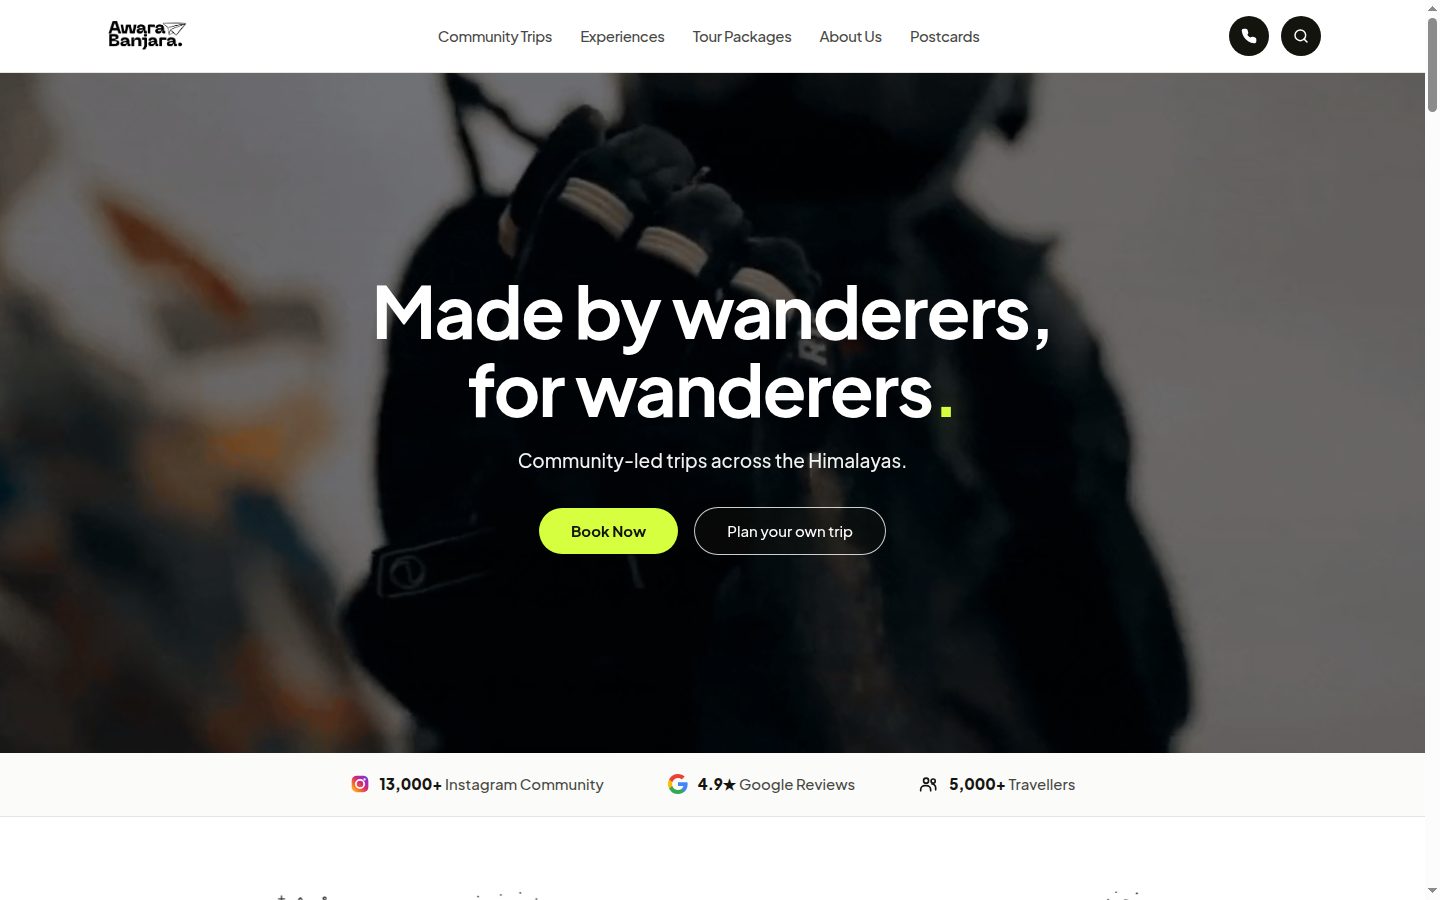 Awara
Banjara.
Community Trips
Experiences
Tour Packages
About Us
Postcards
Made by wanderers,
for wanderers.
Community-led trips across the Himalayas.
Book Now
Plan your own trip
13,000+ Instagram Community
4.9★ Google Reviews
5,000+ Travellers